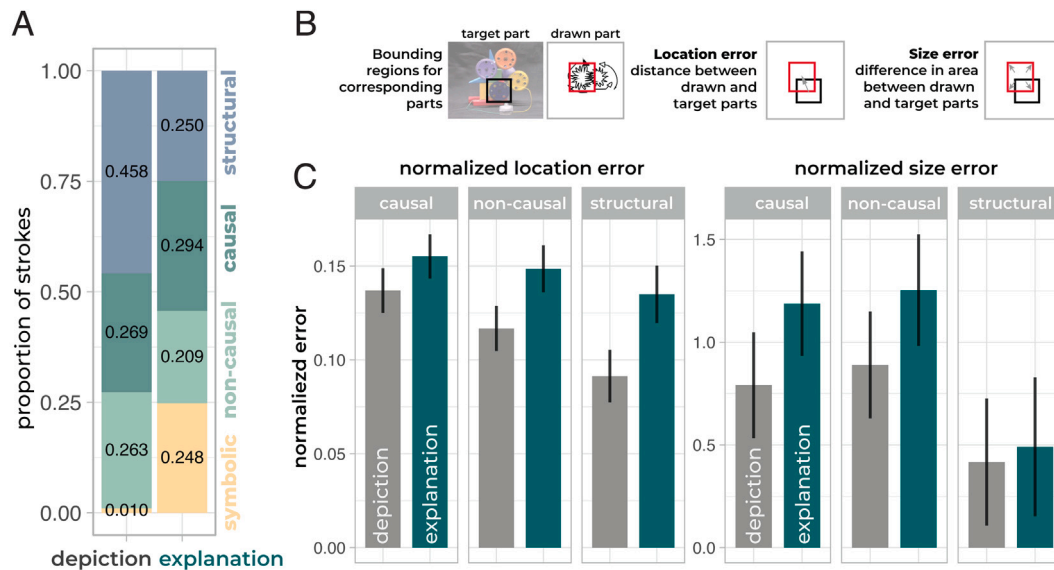 A
1.00
0.75
0.50
0.25
0.00
proportion of strokes
0.458
0.269
0.263
0.010
0.250
0.294
0.209
0.248
structural
causal
non-causal
symbolic
depiction explanation
B
target part drawn part
Bounding
regions for
corresponding
parts
Location error
distance between
drawn and
target parts
Size error
difference in area
between drawn
and target parts
C
normalized location error
normalized size error
causal non-causal structural
causal non-causal structural
normaliezd error
0.15
0.10
0.05
0.00
1.5
1.0
0.5
0.0
depiction
explanation
depiction
explanation